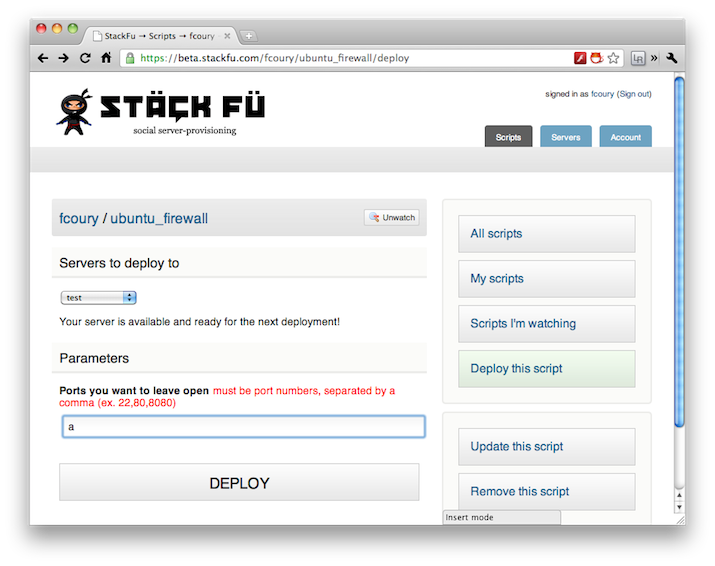 StackFu → Scripts → fcoury
https://beta.stackfu.com/fcoury/ubuntu_firewall/deploy
STÄÇK FÜ
social server-provisioning
signed in as fcoury (Sign out)
Scripts
Servers
Account
fcoury / ubuntu_firewall
Unwatch
Servers to deploy to
test
Your server is available and ready for the next deployment!
Parameters
Ports you want to leave open must be port numbers, separated by a
comma (ex. 22,80,8080)
a
DEPLOY
All scripts
My scripts
Scripts I'm watching
Deploy this script
Update this script
Remove this script
Insert mode